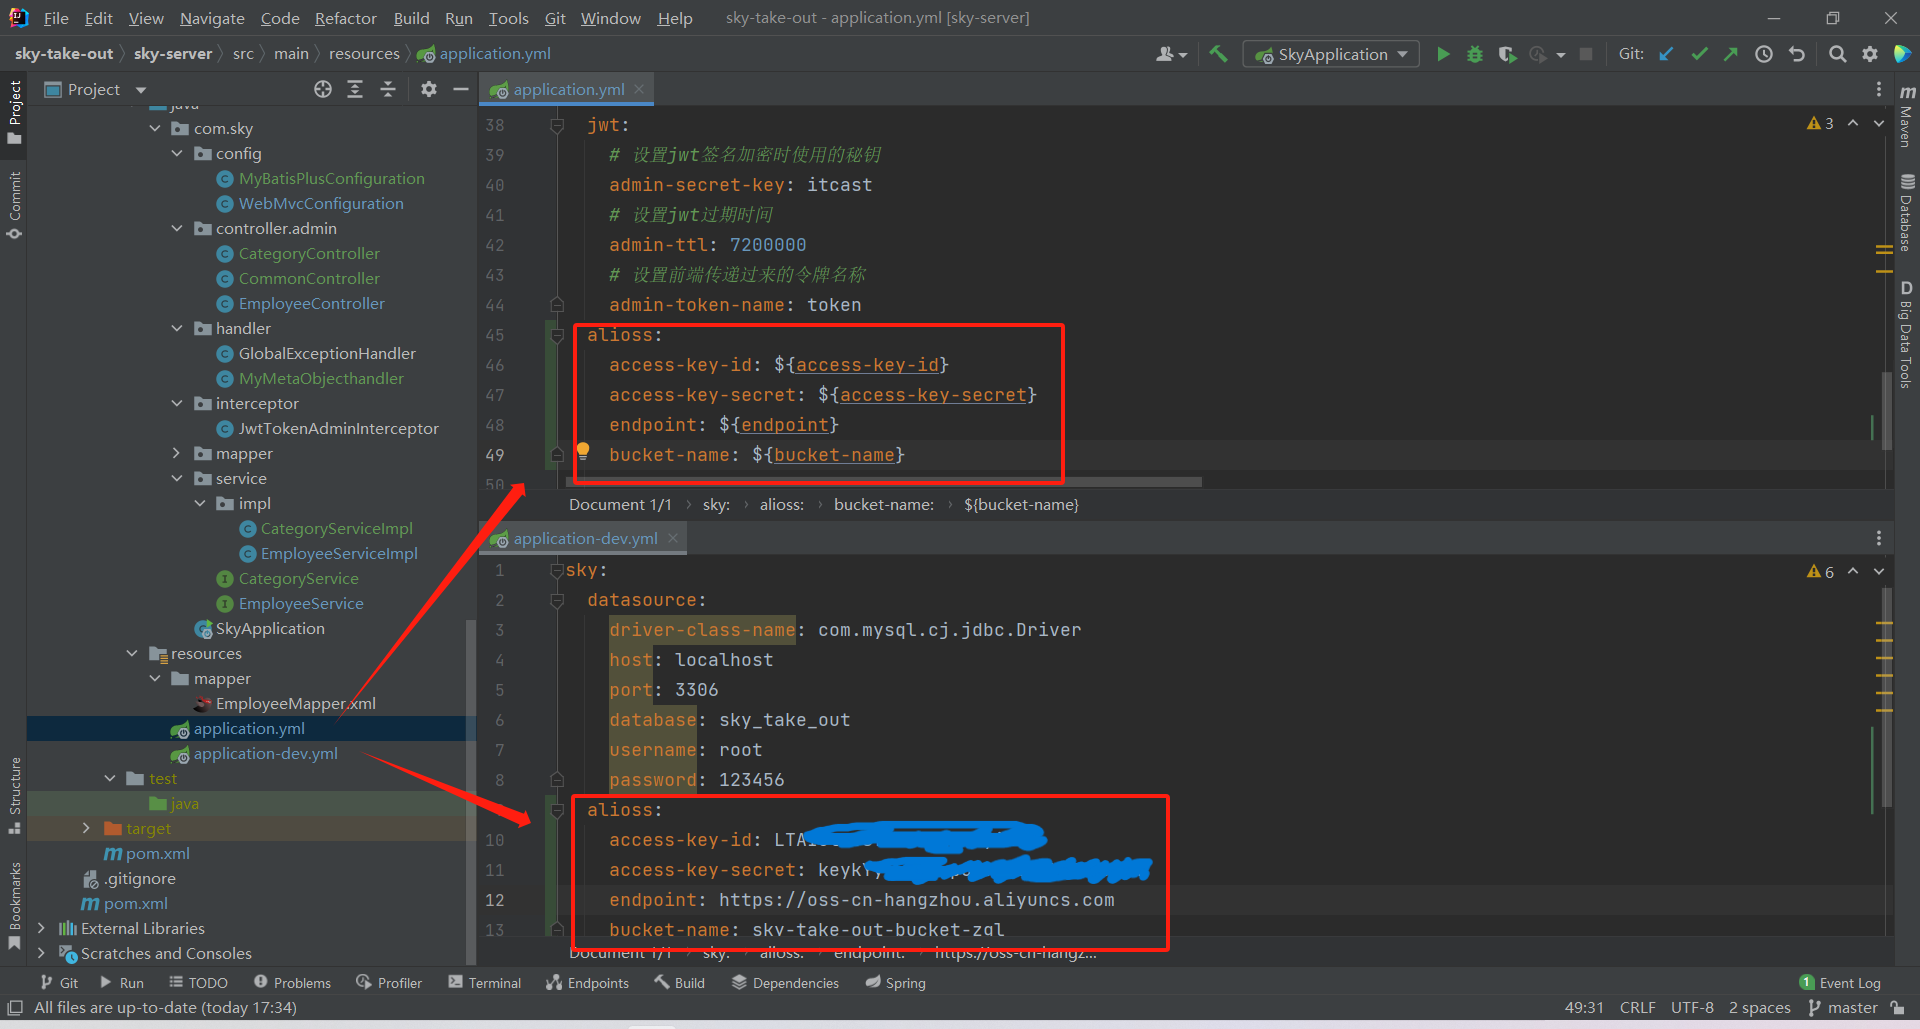 File Edit View Navigate Code Refactor Build Run Tools Git Window Help sky-take-out - application.yml [sky-server]
sky-take-out sky-server src main resources application.yml SkyApplication Git:
Project
Commit
Structure
Bookmarks
Project
java
com.sky
config
MyBatisPlusConfiguration
WebMvcConfiguration
controller.admin
CategoryController
CommonController
EmployeeController
handler
GlobalExceptionHandler
MyMetaObjecthandler
interceptor
JwtTokenAdminInterceptor
mapper
service
impl
CategoryServiceImpl
EmployeeServiceImpl
CategoryService
EmployeeService
SkyApplication
resources
mapper
EmployeeMapper.xml
application.yml
application-dev.yml
test
java
target
pom.xml
.gitignore
pom.xml
External Libraries
Scratches and Consoles
application.yml
3
38 jwt:
39 # 设置jwt签名加密时使用的秘钥
40 admin-secret-key: itcast
41 # 设置jwt过期时间
42 admin-ttl: 7200000
43 # 设置前端传递过来的令牌名称
44 admin-token-name: token
45 alioss:
46 access-key-id: ${access-key-id}
47 access-key-secret: ${access-key-secret}
48 endpoint: ${endpoint}
49 bucket-name: ${bucket-name}
50
Document 1/1 sky: alioss: bucket-name: ${bucket-name}
application-dev.yml
6
1 sky:
2 datasource:
3 driver-class-name: com.mysql.cj.jdbc.Driver
4 host: localhost
5 port: 3306
6 database: sky_take_out
7 username: root
8 password: 123456
alioss:
10 access-key-id: LTA
11 access-key-secret: keyk
12 endpoint: https://oss-cn-hangzhou.aliyuncs.com
13 bucket-name: sky-take-out-bucket-zql
Document 1/1 sky: alioss: endpoint: https://oss-cn-hangz...
Maven
Database
D Big Data Tools
Git Run TODO Problems Profiler Terminal Endpoints Build Dependencies Spring 1 Event Log
All files are up-to-date (today 17:34) 49:31 CRLF UTF-8 2 spaces master